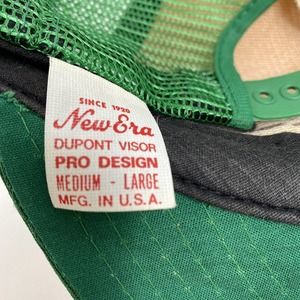 SINCE 1920
New Era
DUPONT VISOR
PRO DESIGN
MEDIUM - LARGE
MFG. IN U.S.A.